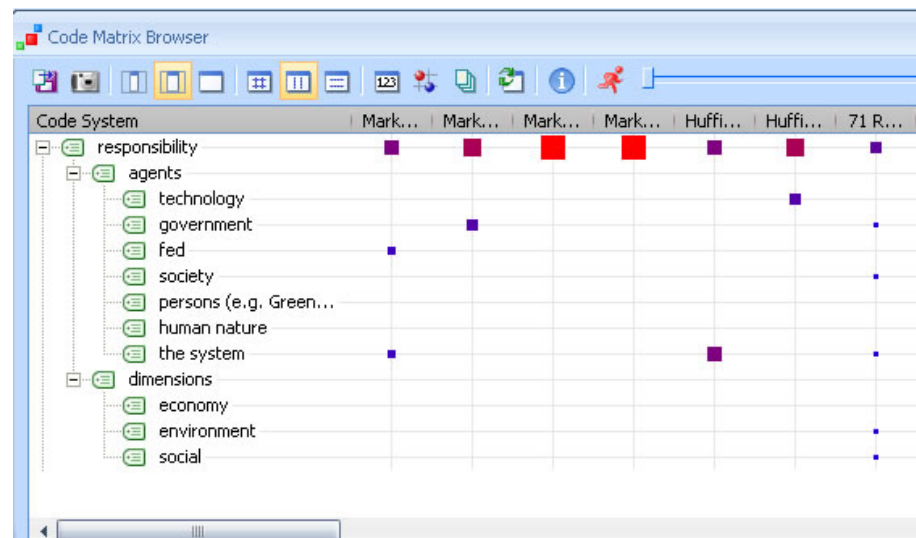 Code Matrix Browser
123
Code System Mark... Mark... Mark... Mark... Huffi... Huffi... 71 R...
responsibility
agents
technology
government
fed
society
persons (e.g. Green...
human nature
the system
dimensions
economy
environment
social